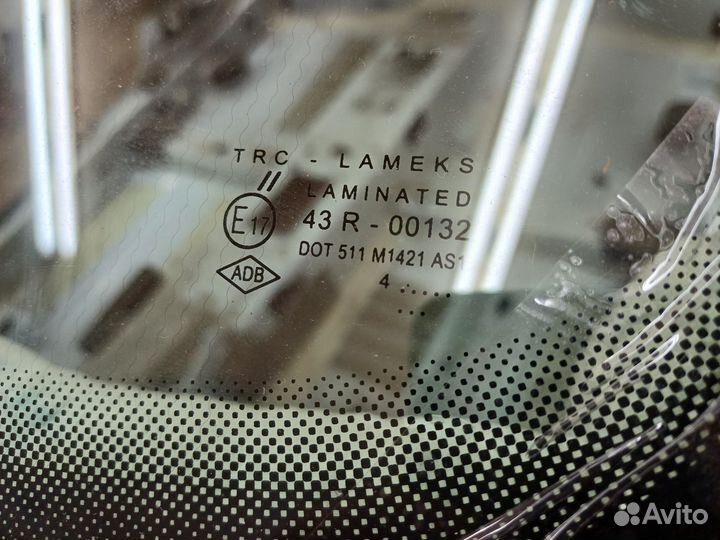 TRC - LAMEKS
//
LAMINATED
E17 43 R - 00132
DOT 511 M1421 AS1
ADB
4 . .....
....
Avito